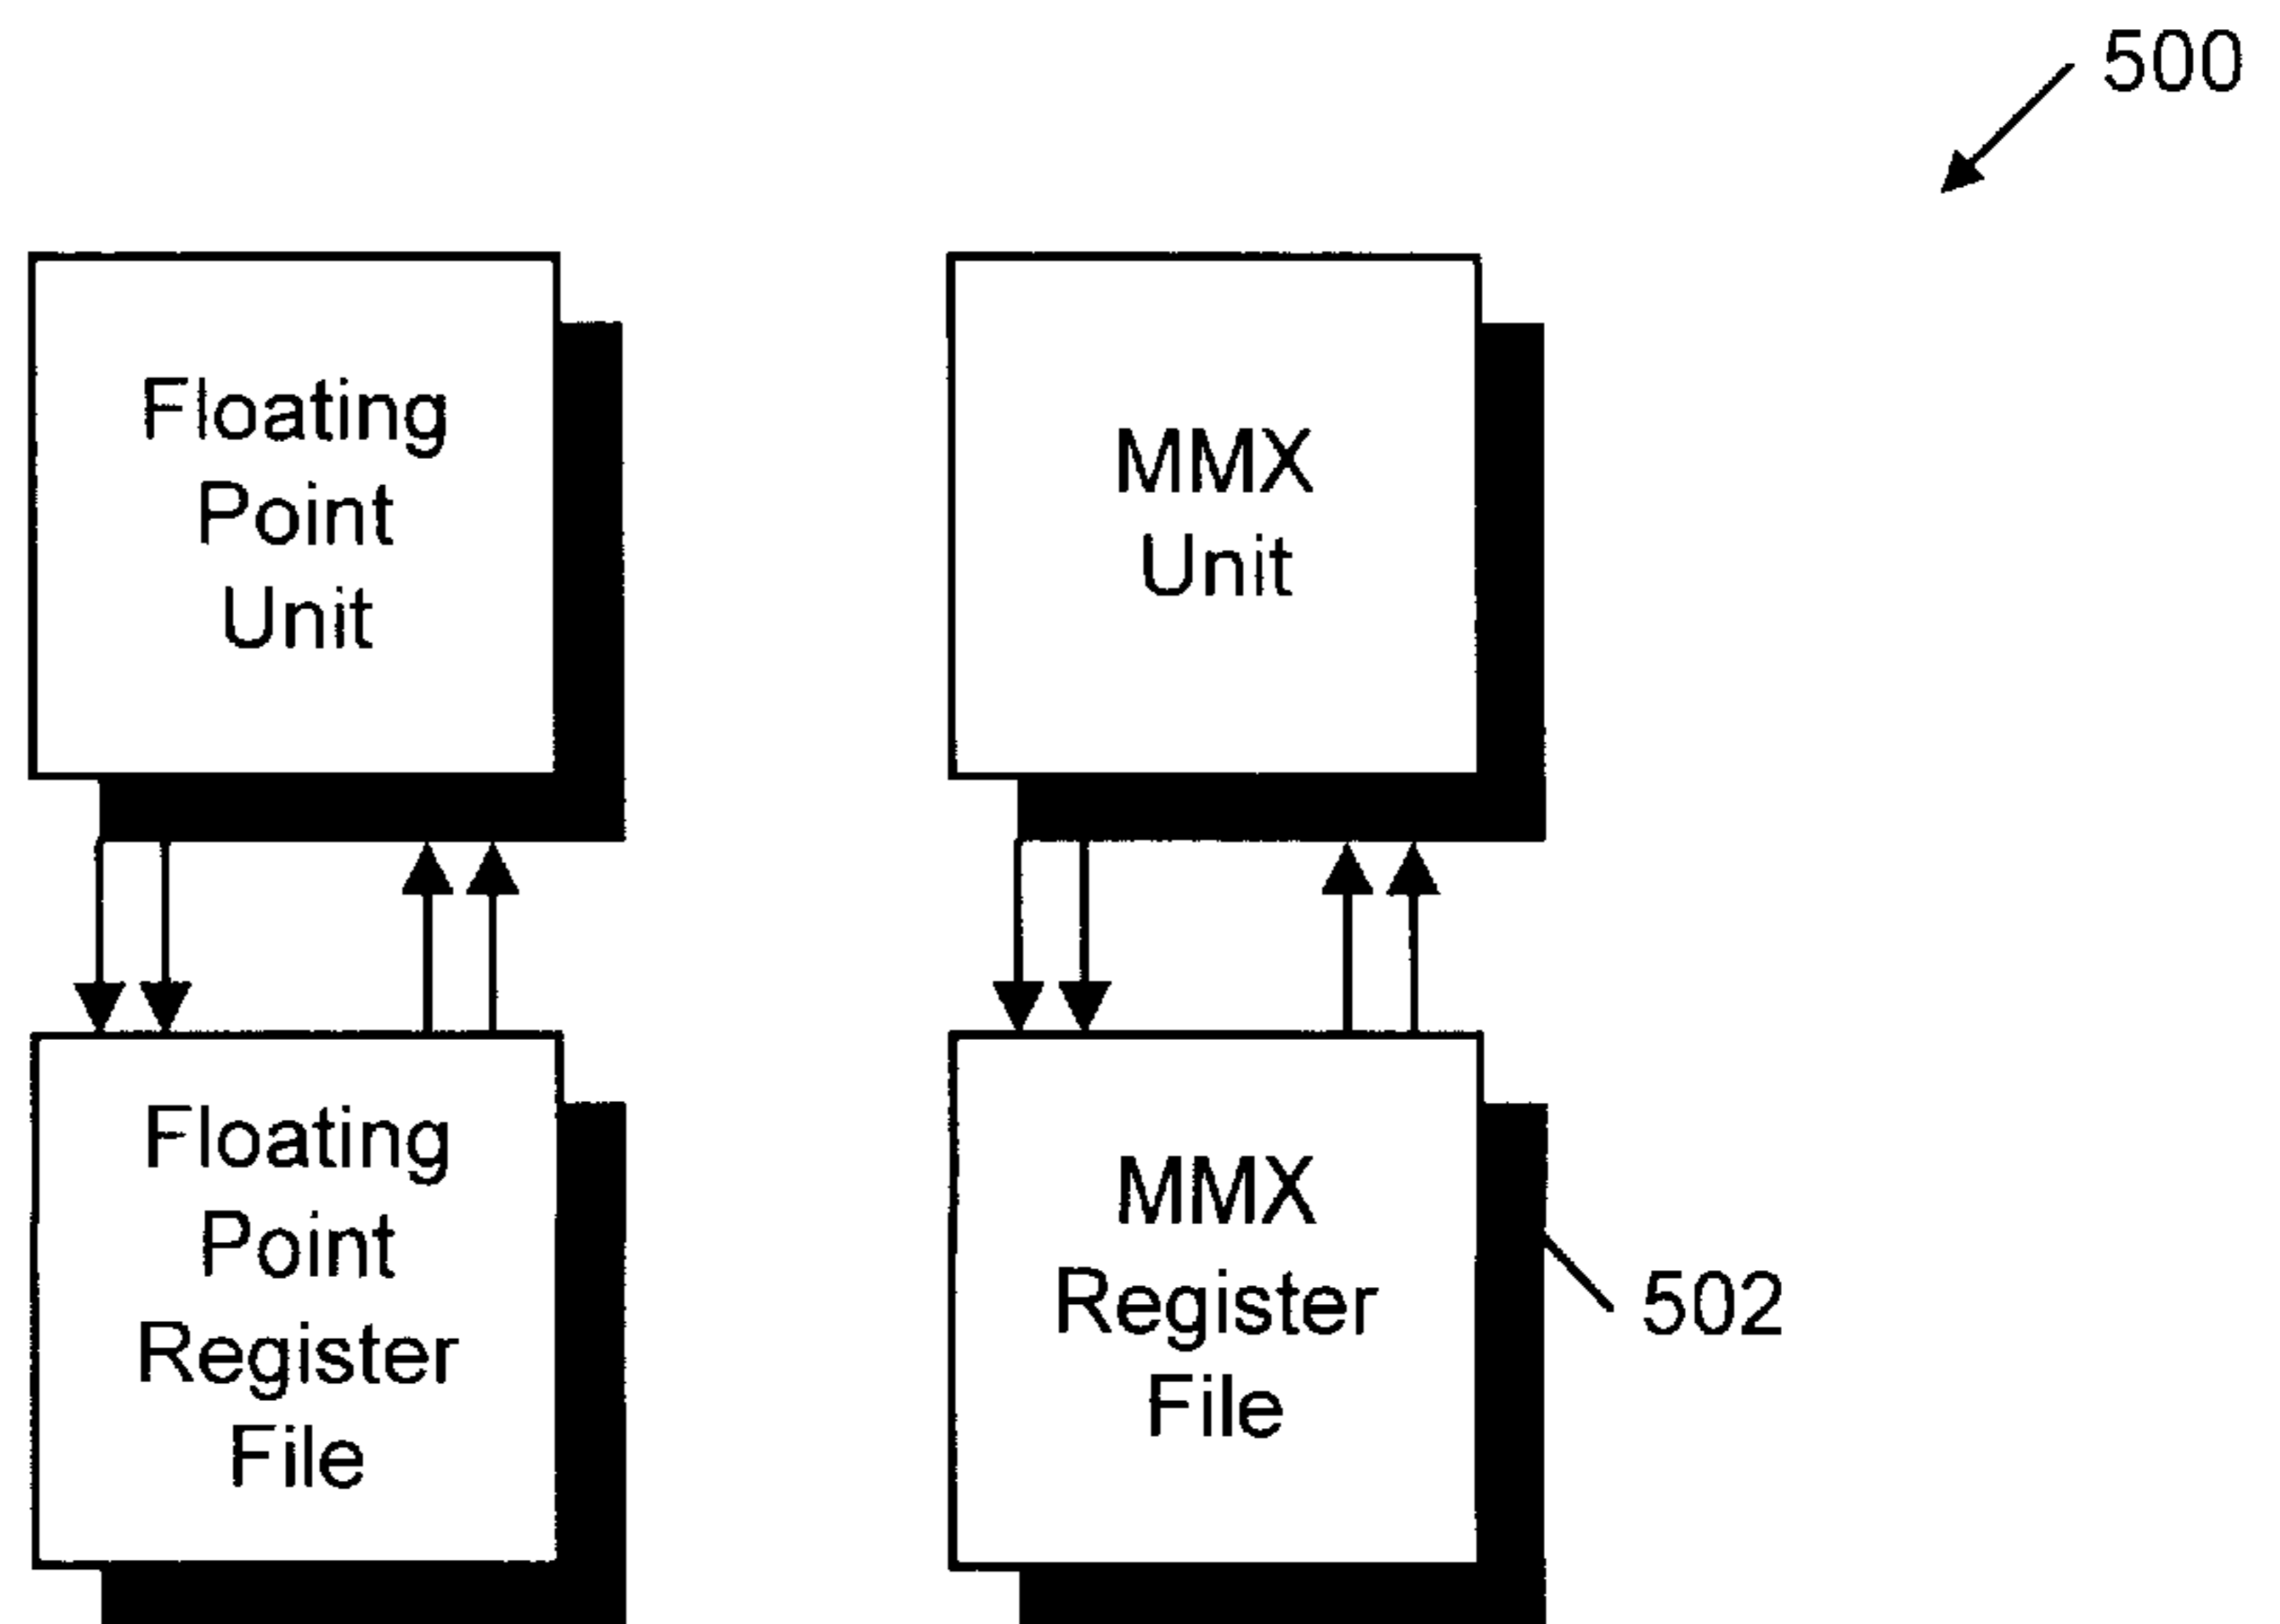 500
Floating
Point
Unit
MMX
Unit
Floating
Point
Register
File
MMX
Register
File
502